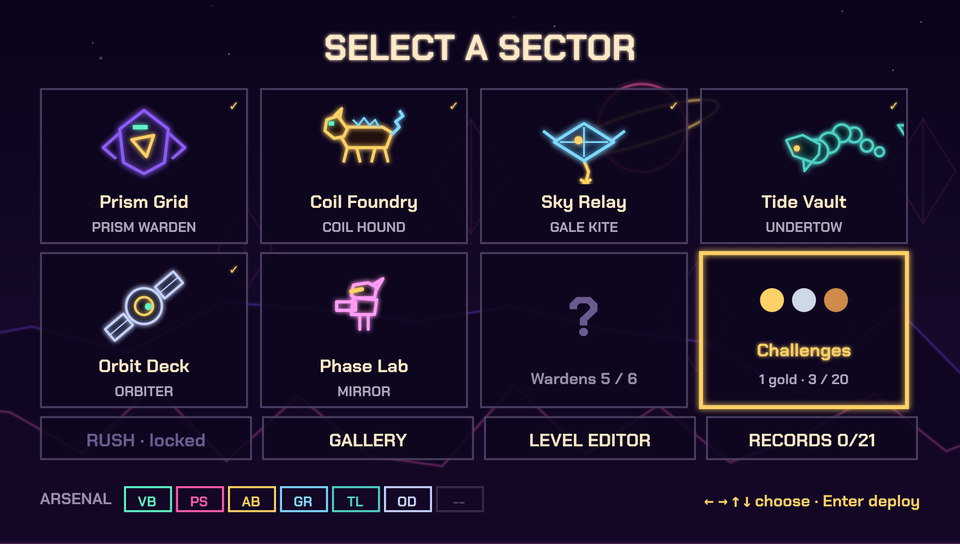 SELECT A SECTOR
✓
✓
✓
✓
Prism Grid
PRISM WARDEN
Coil Foundry
COIL HOUND
Sky Relay
GALE KITE
Tide Vault
UNDERTOW
✓
?
Orbit Deck
ORBITER
Phase Lab
MIRROR
Wardens 5 / 6
Challenges
1 gold · 3 / 20
RUSH · locked
GALLERY
LEVEL EDITOR
RECORDS 0/21
ARSENAL VB PS AB GR TL OD --
←→↑↓ choose · Enter deploy